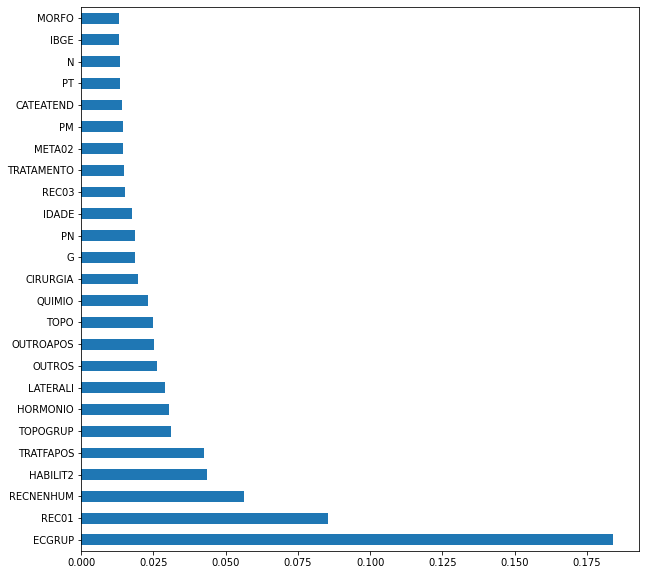 MORFO
IBGE
N
PT
CATEATEND
PM
META02
TRATAMENTO
REC03
IDADE
PN
G
CIRURGIA
QUIMIO
TOPO
OUTROAPOS
OUTROS
LATERALI
HORMONIO
TOPOGRUP
TRATFAPOS
HABILIT2
RECNENHUM
REC01
ECGRUP
0.000 0.025 0.050 0.075 0.100 0.125 0.150 0.175